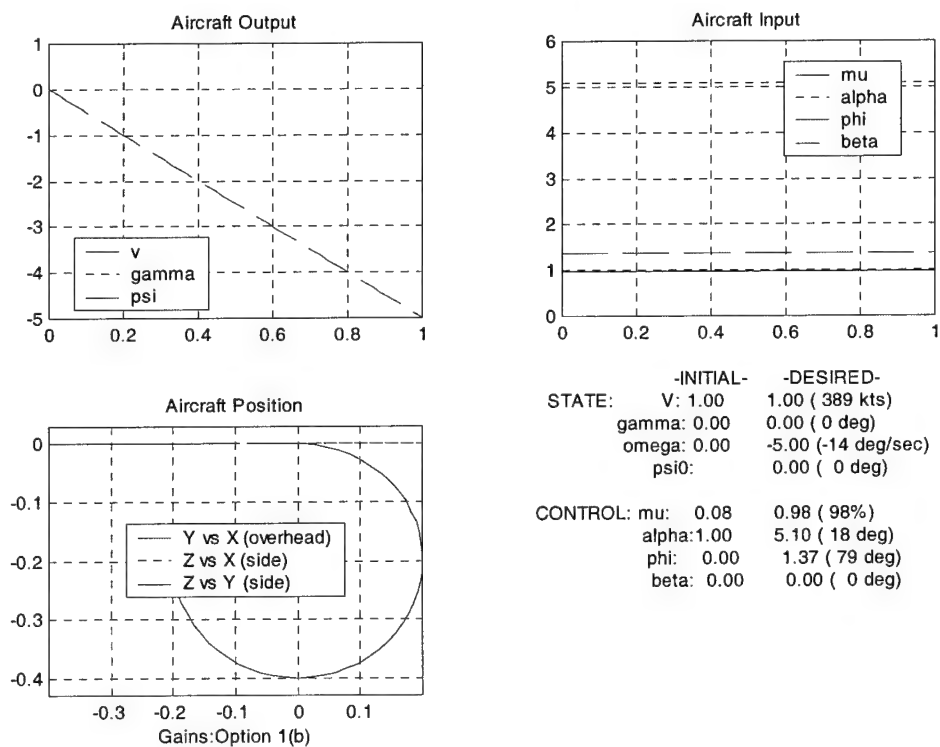 Aircraft Output
1
0
-1
-2
-3
-4
-5
0 0.2 0.4 0.6 0.8 1
v
gamma
psi
Aircraft Input
6
5
4
3
2
1
0
0 0.2 0.4 0.6 0.8 1
mu
alpha
phi
beta
Aircraft Position
0
-0.1
-0.2
-0.3
-0.4
-0.3 -0.2 -0.1 0 0.1
Y vs X (overhead)
Z vs X (side)
Z vs Y (side)
Gains:Option 1(b)
-INITIAL- -DESIRED-
STATE: V: 1.00 1.00 ( 389 kts)
gamma: 0.00 0.00 ( 0 deg)
omega: 0.00 -5.00 (-14 deg/sec)
psi0: 0.00 ( 0 deg)
CONTROL: mu: 0.08 0.98 ( 98%)
alpha:1.00 5.10 ( 18 deg)
phi: 0.00 1.37 ( 79 deg)
beta: 0.00 0.00 ( 0 deg)